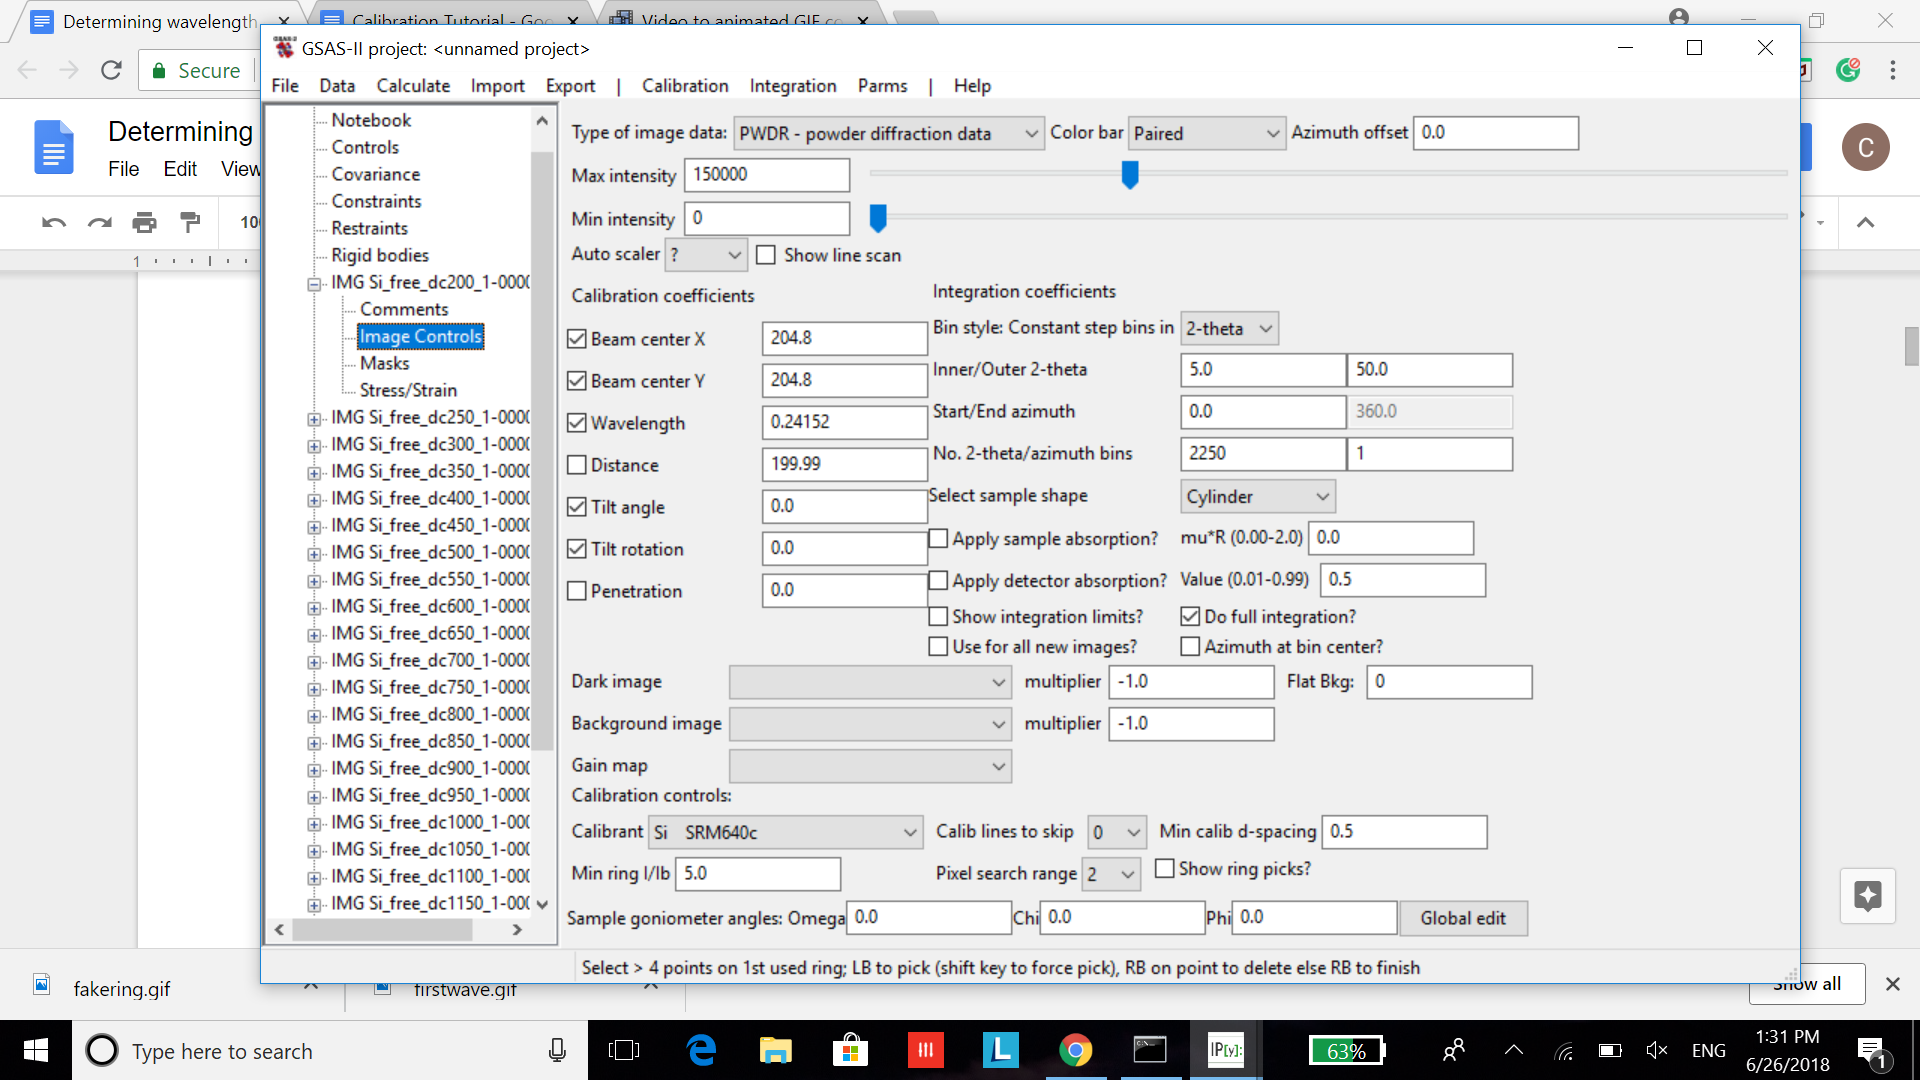 Determining wavelength
Calibration Tutorial - Goo
Video to animated GIF co
GSAS-II project: <unnamed project>
Secure
File Data Calculate Import Export | Calibration Integration Parms | Help
Determining
File Edit View
10
1
C
Notebook
Controls
Covariance
Constraints
Restraints
Rigid bodies
IMG Si_free_dc200_1-0000
Comments
Image Controls
Masks
Stress/Strain
IMG Si_free_dc250_1-0000
IMG Si_free_dc300_1-0000
IMG Si_free_dc350_1-0000
IMG Si_free_dc400_1-0000
IMG Si_free_dc450_1-0000
IMG Si_free_dc500_1-0000
IMG Si_free_dc550_1-0000
IMG Si_free_dc600_1-0000
IMG Si_free_dc650_1-0000
IMG Si_free_dc700_1-0000
IMG Si_free_dc750_1-0000
IMG Si_free_dc800_1-0000
IMG Si_free_dc850_1-0000
IMG Si_free_dc900_1-0000
IMG Si_free_dc950_1-0000
IMG Si_free_dc1000_1-000
IMG Si_free_dc1050_1-000
IMG Si_free_dc1100_1-000
IMG Si_free_dc1150_1-000
Type of image data: PWDR - powder diffraction data Color bar Paired Azimuth offset 0.0
Max intensity 150000
Min intensity 0
Auto scaler ? Show line scan
Calibration coefficients
Beam center X 204.8
Beam center Y 204.8
Wavelength 0.24152
Distance 199.99
Tilt angle 0.0
Tilt rotation 0.0
Penetration 0.0
Integration coefficients
Bin style: Constant step bins in 2-theta
Inner/Outer 2-theta 5.0 50.0
Start/End azimuth 0.0 360.0
No. 2-theta/azimuth bins 2250 1
Select sample shape Cylinder
Apply sample absorption? mu*R (0.00-2.0) 0.0
Apply detector absorption? Value (0.01-0.99) 0.5
Show integration limits? Do full integration?
Use for all new images? Azimuth at bin center?
Dark image multiplier -1.0 Flat Bkg: 0
Background image multiplier -1.0
Gain map
Calibration controls:
Calibrant Si SRM640c Calib lines to skip 0 Min calib d-spacing 0.5
Min ring I/Ib 5.0 Pixel search range 2 Show ring picks?
Sample goniometer angles: Omega 0.0 Chi 0.0 Phi 0.0 Global edit
Select > 4 points on 1st used ring; LB to pick (shift key to force pick), RB on point to delete else RB to finish
fakering.gif
firstwave.gif
Show all
Type here to search
L
IP[y]:
63%
ENG
1:31 PM
6/26/2018
1